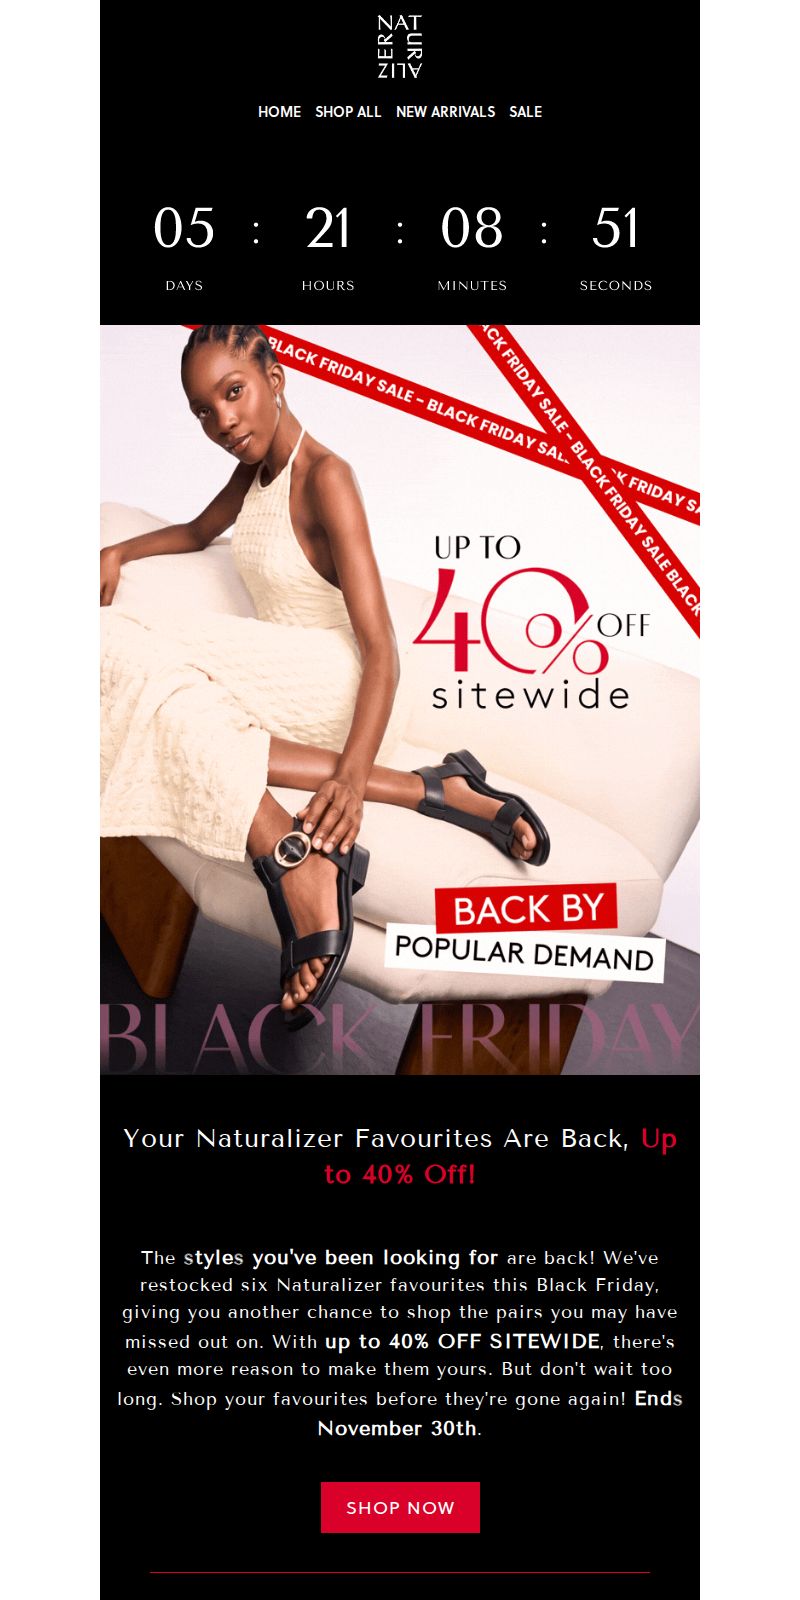 NATURALIZER
HOME SHOP ALL NEW ARRIVALS SALE
05 : 21 : 08 : 51
DAYS HOURS MINUTES SECONDS
BLACK FRIDAY SALE - BLACK FRIDAY SALE
CK FRIDAY SALE - BLACK FRIDAY SALE BLACK
K FRIDAY SA
UP TO
40% OFF
sitewide
BACK BY
POPULAR DEMAND
BLACK FRIDAY
Your Naturalizer Favourites Are Back, Up
to 40% Off!
The styles you've been looking for are back! We've
restocked six Naturalizer favourites this Black Friday,
giving you another chance to shop the pairs you may have
missed out on. With up to 40% OFF SITEWIDE, there's
even more reason to make them yours. But don't wait too
long. Shop your favourites before they're gone again! Ends
November 30th.
SHOP NOW